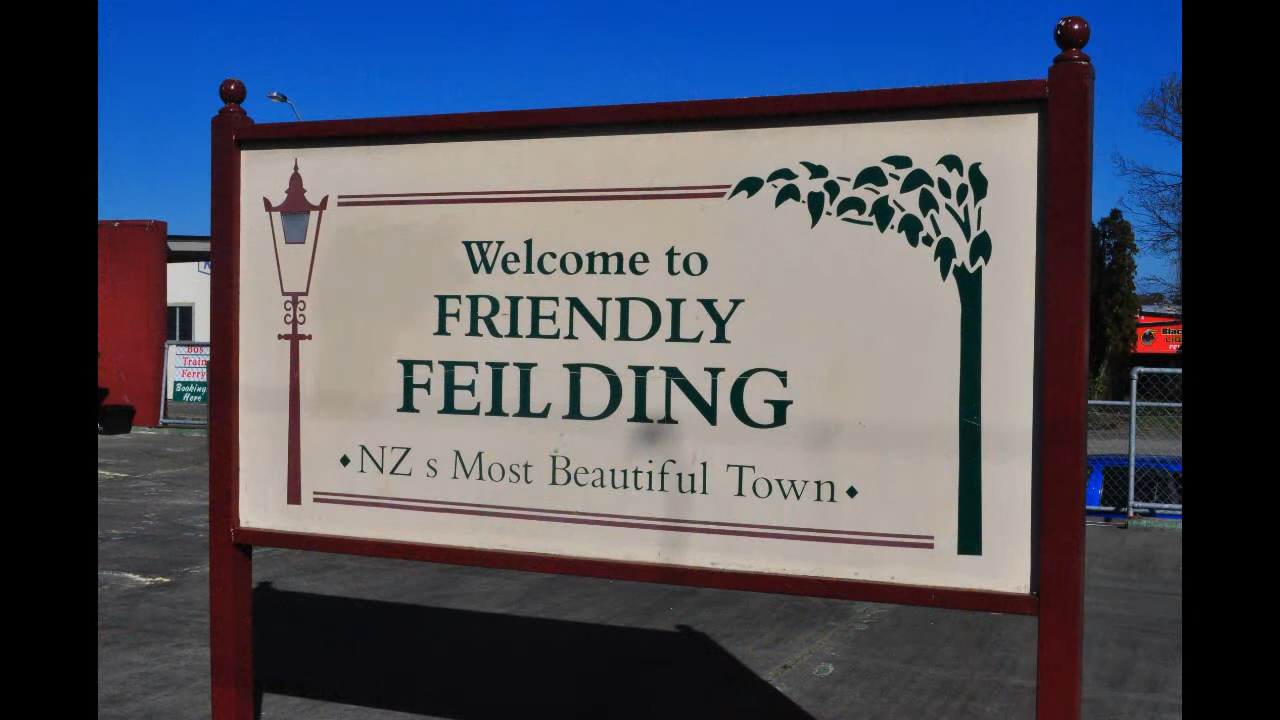 Welcome to
FRIENDLY
FEILDING
NZ s Most Beautiful Town
Bus
Train
Ferry
Booking
Here